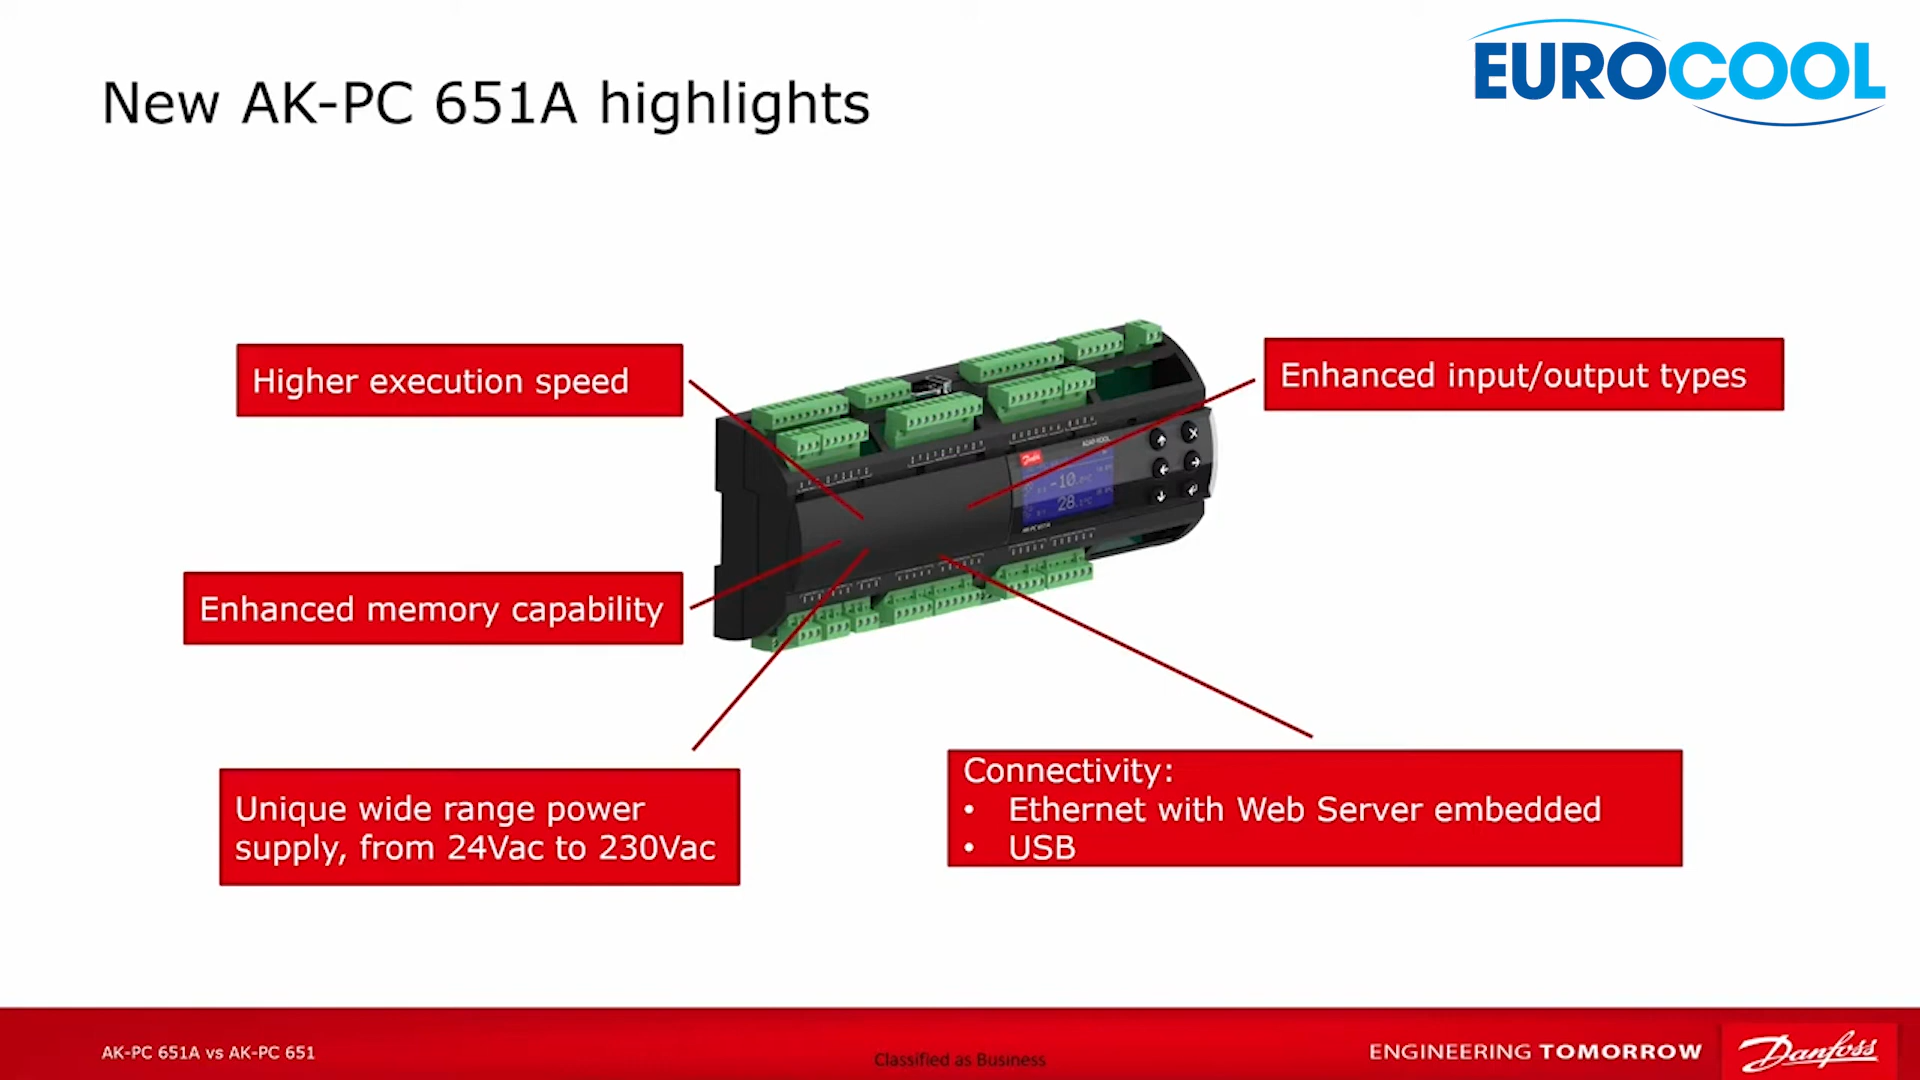 EUROCOOL
New AK-PC 651A highlights
Higher execution speed
Enhanced input/output types
Enhanced memory capability
Unique wide range power
supply, from 24Vac to 230Vac
Connectivity:
• Ethernet with Web Server embedded
• USB
-10
28
AK-PC 651A vs AK-PC 651
Classified as Business
ENGINEERING TOMORROW
Danfoss